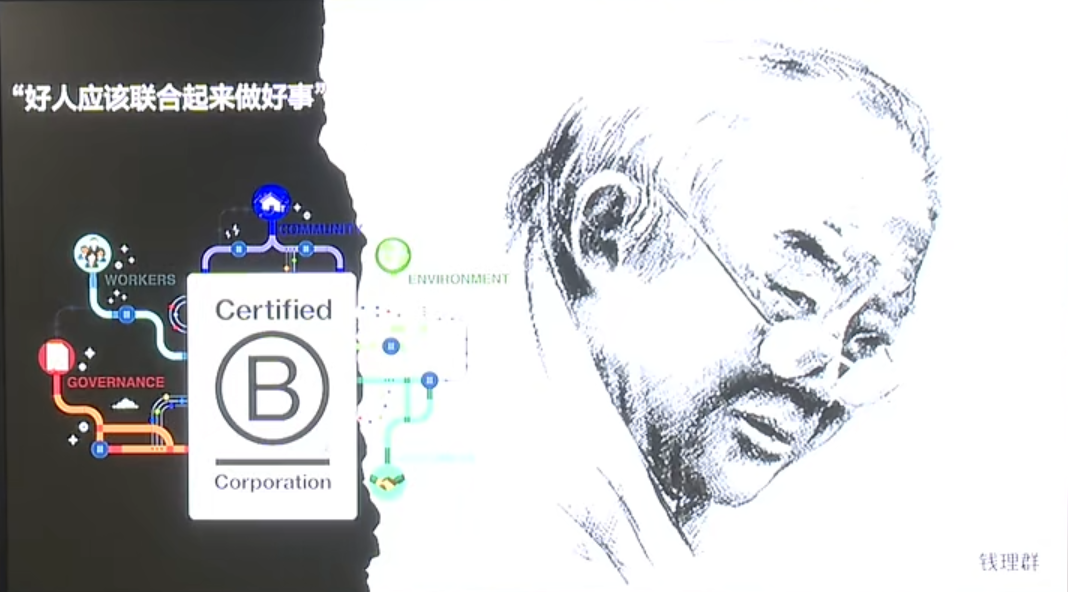 “好人应该联合起来做好事”
COMMUNITY
WORKERS
ENVIRONMENT
GOVERNANCE
Certified
B
Corporation
钱理群